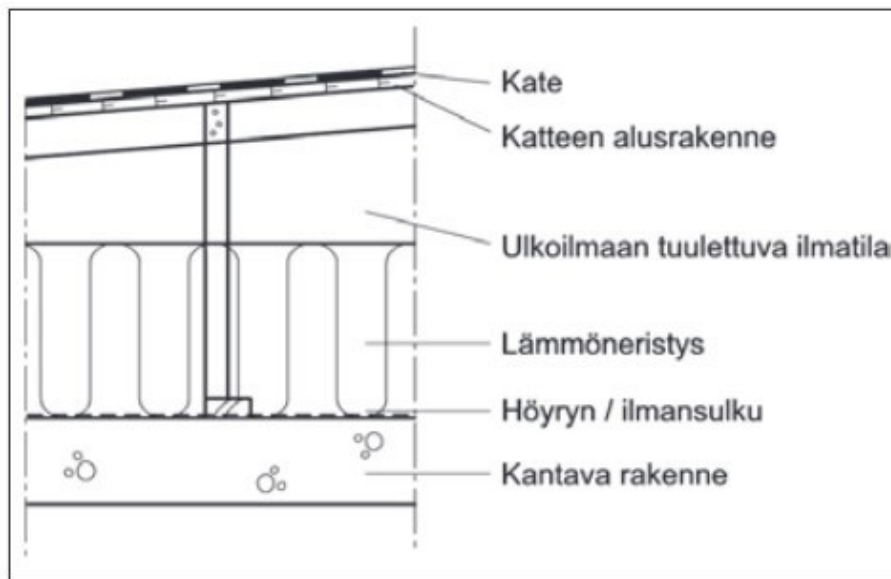 Kate
Katteen alusrakenne
Ulkoilmaan tuulettuva ilmatila
Lämmöneristys
Höyryn / ilmansulku
Kantava rakenne